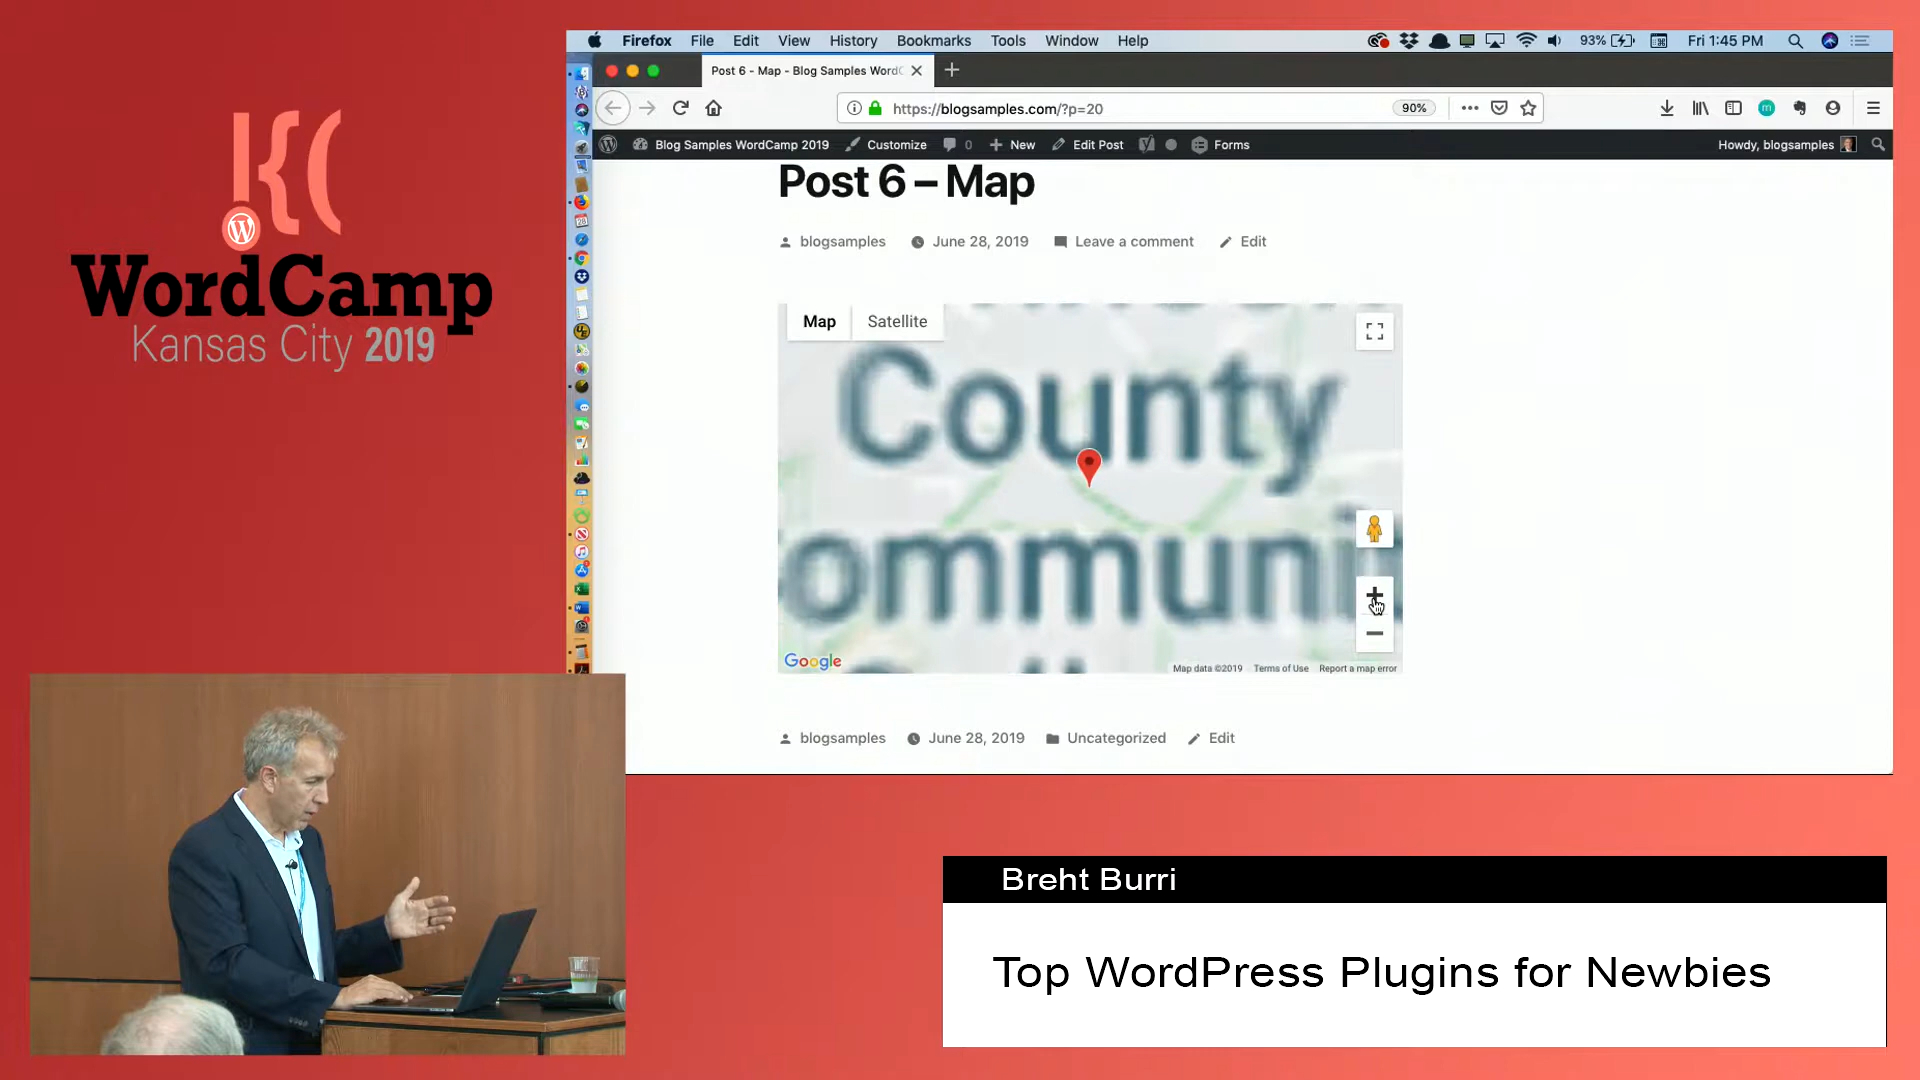 WordCamp
Kansas City 2019
Firefox File Edit View History Bookmarks Tools Window Help
93% Fri 1:45 PM
Post 6 - Map - Blog Samples WordC
https://blogsamples.com/?p=20
90%
Blog Samples WordCamp 2019 Customize 0 New Edit Post Forms
Howdy, blogsamples
Post 6 – Map
blogsamples June 28, 2019 Leave a comment Edit
Map Satellite
County
ommuni
Google
Map data ©2019 Terms of Use Report a map error
blogsamples June 28, 2019 Uncategorized Edit
Breht Burri
Top WordPress Plugins for Newbies